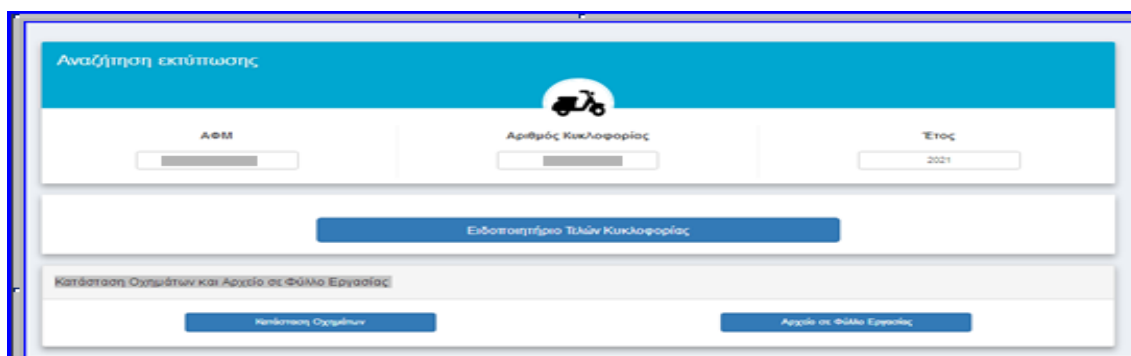 Αναζήτηση εκτύπωσης
ΑΦΜ
Αριθμός Κυκλοφορίας
Έτος
2021
Ειδοποιητήριο Τελών Κυκλοφορίας
Κατάσταση Οχημάτων και Αρχείο σε Φύλλο Εργασίας
Κατάσταση Οχημάτων
Αρχείο σε Φύλλο Εργασίας